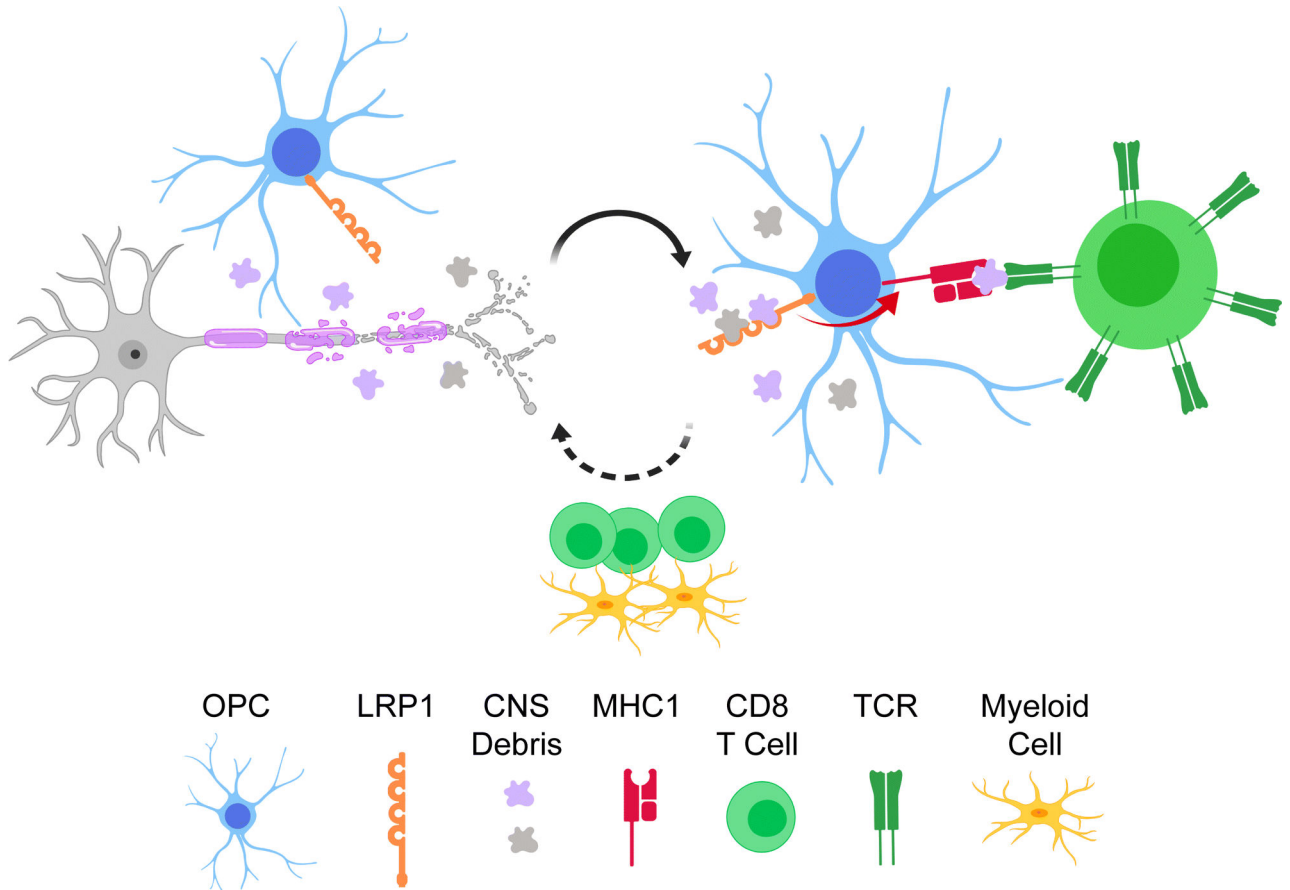 OPC
LRP1
CNS
Debris
MHC1
CD8
T Cell
TCR
Myeloid
Cell